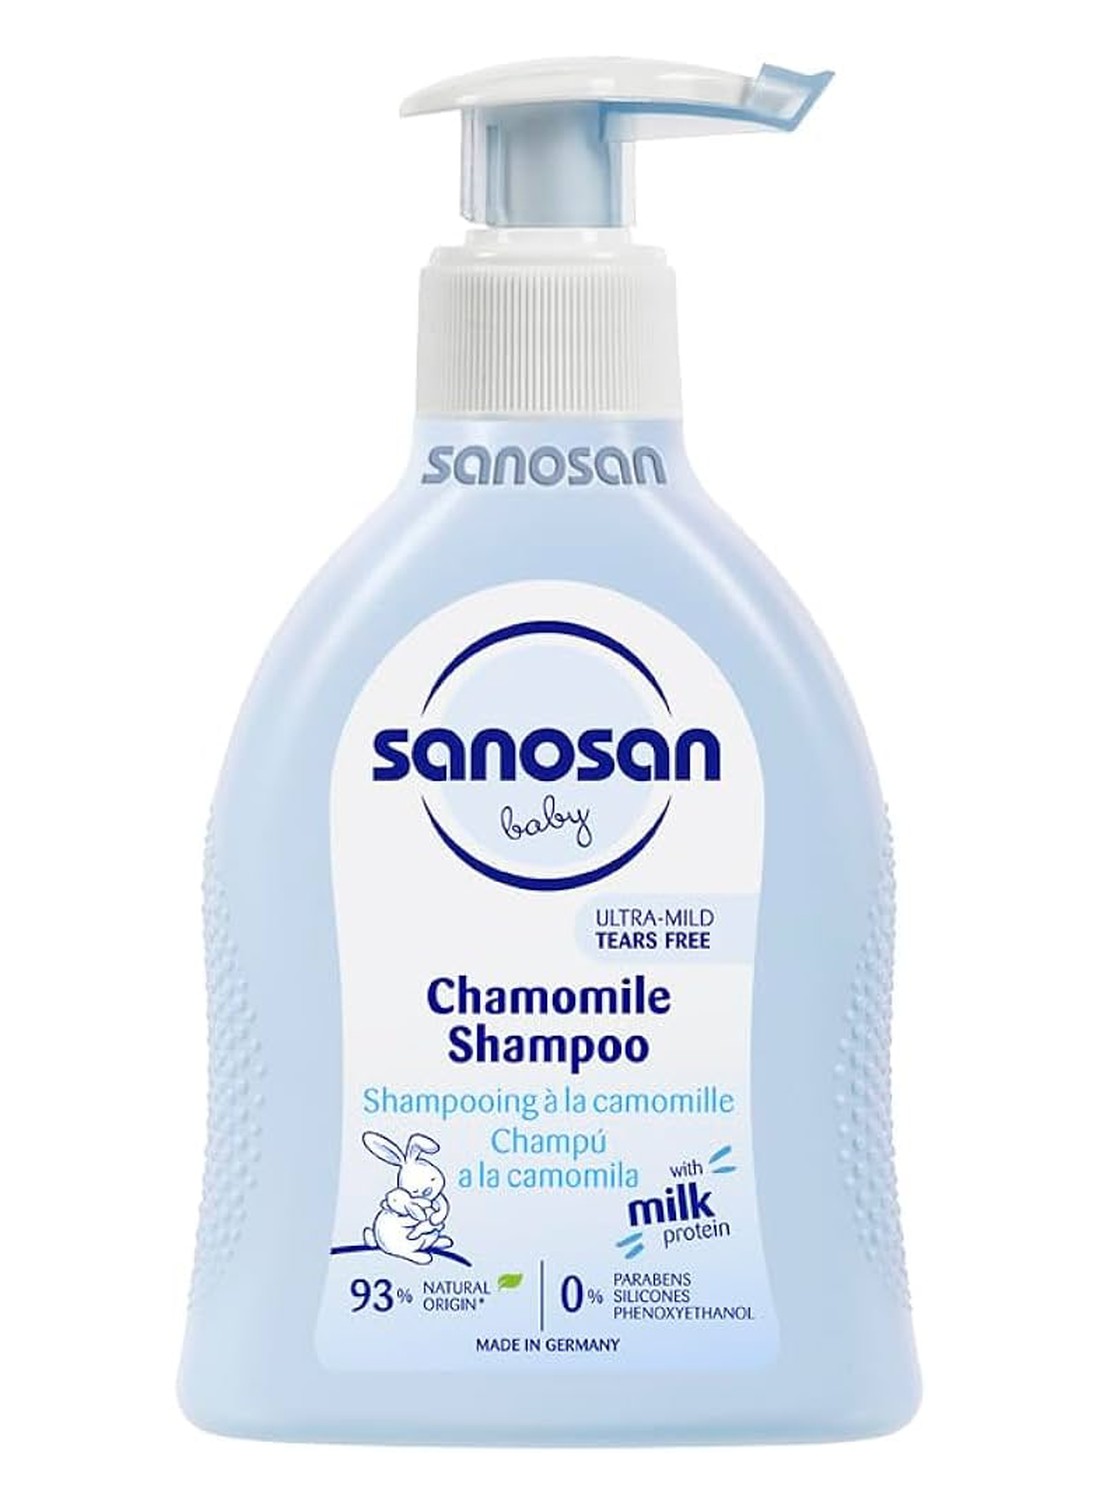 sanosan
sanosan
baby
ULTRA-MILD
TEARS FREE
Chamomile
Shampoo
Shampooing à la camomille
Champú
a la camomila
with
milk
protein
93% NATURAL
ORIGIN*
0% PARABENS
SILICONES
PHENOXYETHANOL
MADE IN GERMANY